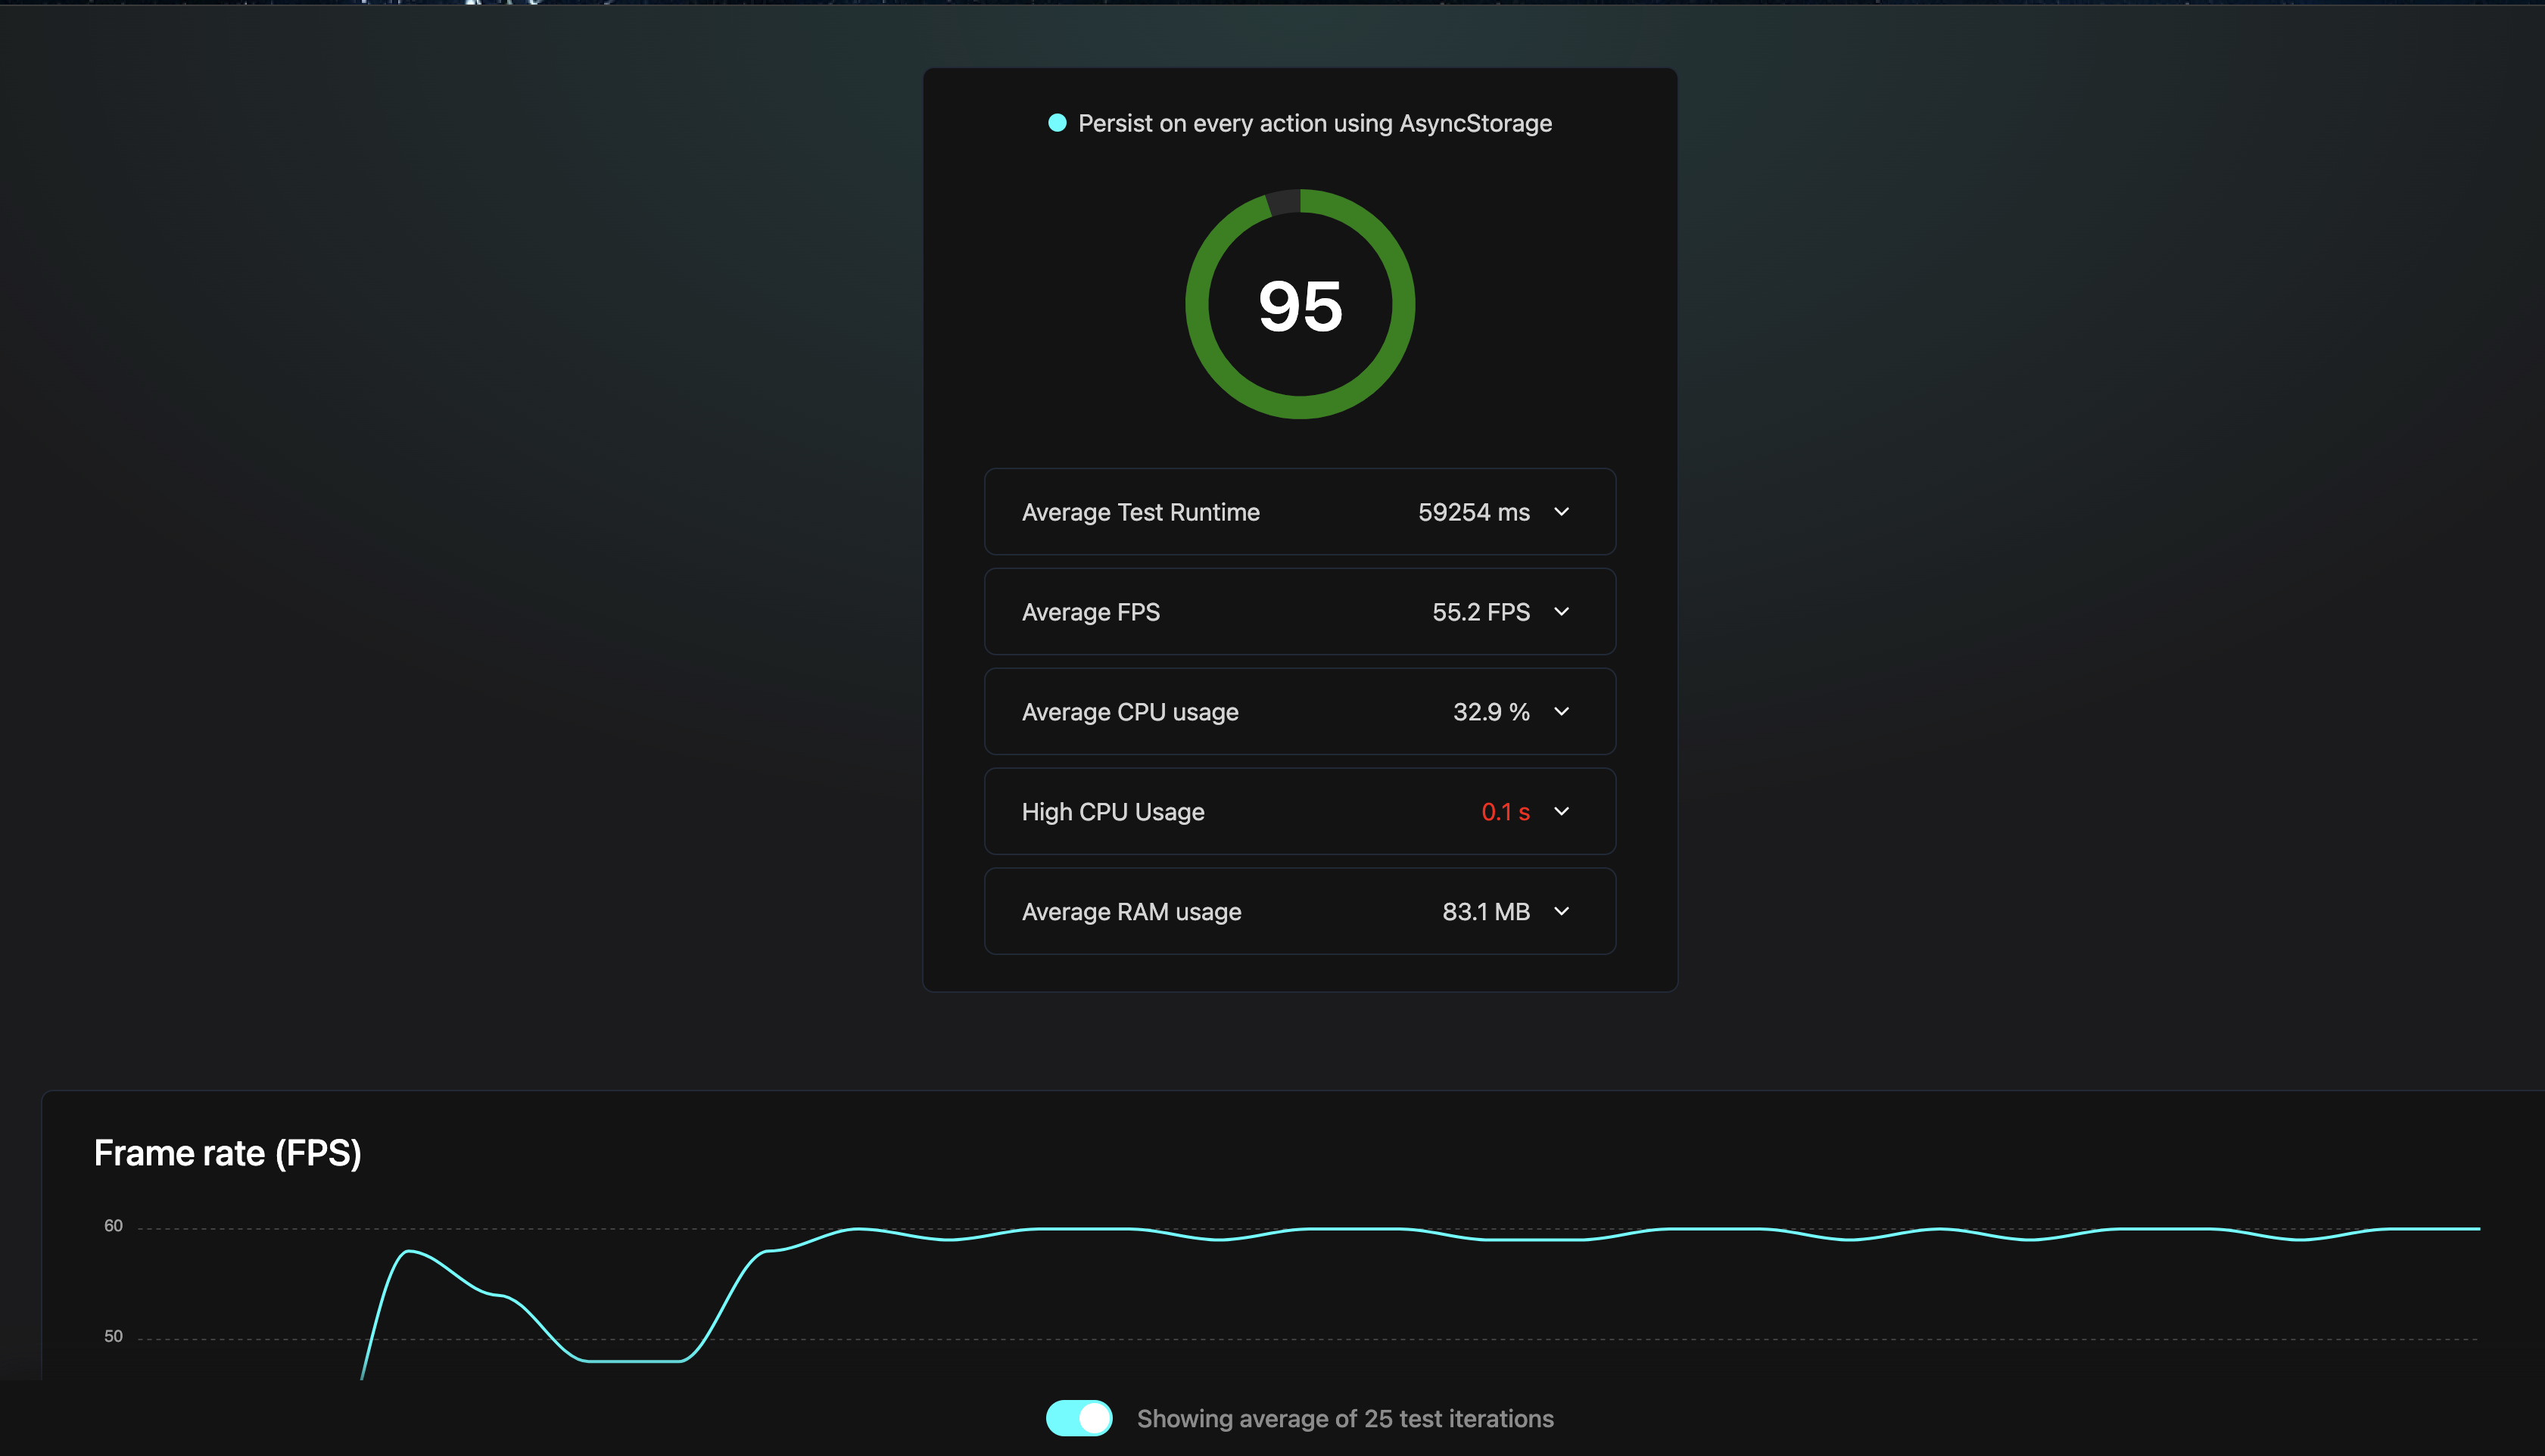 Persist on every action using AsyncStorage
95
Average Test Runtime 59254 ms
Average FPS 55.2 FPS
Average CPU usage 32.9 %
High CPU Usage 0.1 s
Average RAM usage 83.1 MB
Frame rate (FPS)
60
50
Showing average of 25 test iterations